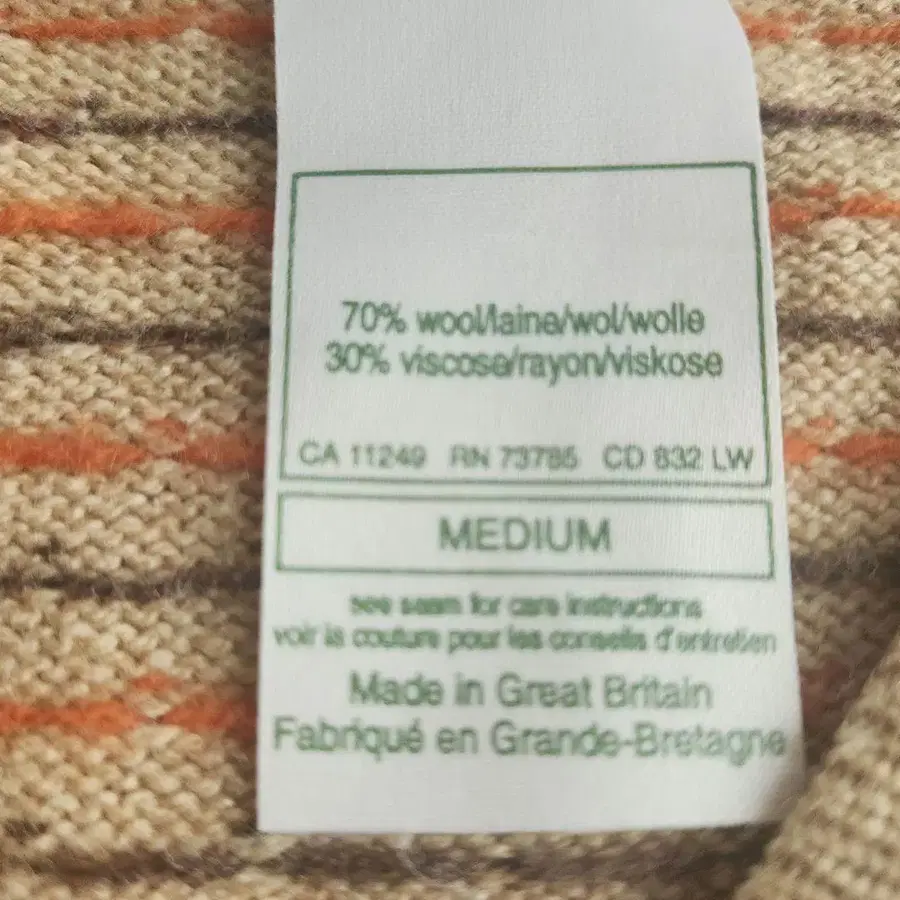 70% wool/laine/wol/wolle
30% viscose/rayon/viskose
CA 11249 RN 73785 CD 832 LW
MEDIUM
see seam for care instructions
voir la couture pour les conseils d'entretien
Made in Great Britain
Fabriqué en Grande-Bretagne